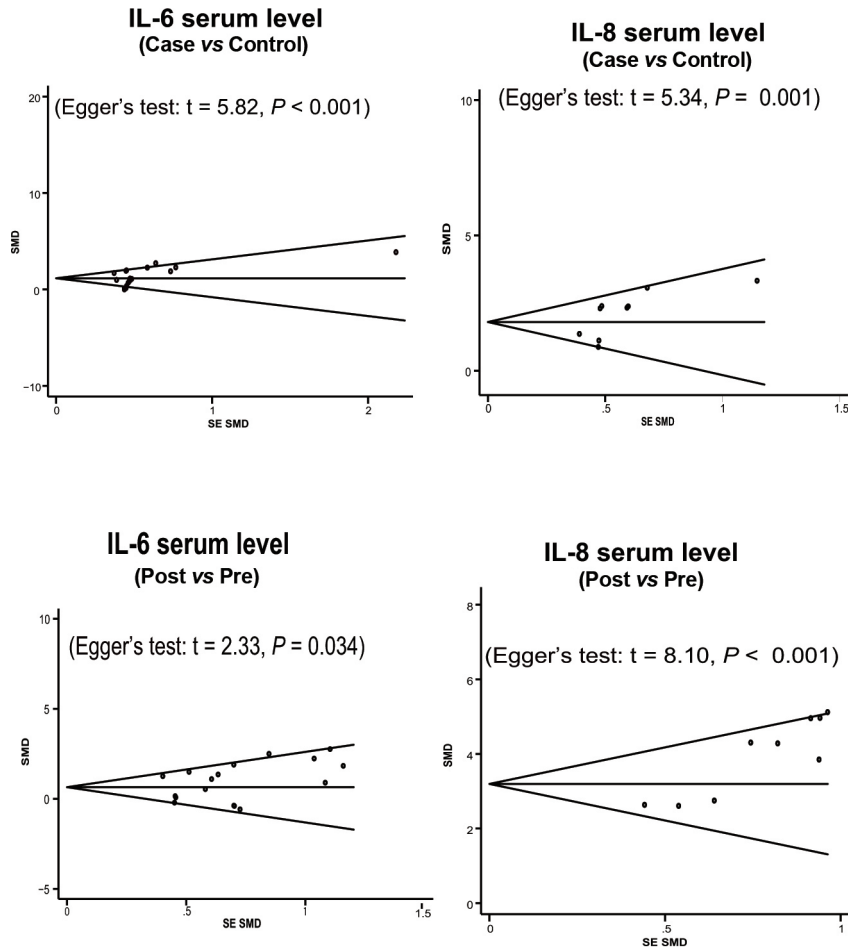 IL-6 serum level
(Case vs Control)
(Egger's test: t = 5.82, P < 0.001)
20
10
0
−10
SMD
0
1
2
SE SMD
IL-8 serum level
(Case vs Control)
(Egger's test: t = 5.34, P = 0.001)
10
5
0
SMD
0
.5
1
1.5
SE SMD
IL-6 serum level
(Post vs Pre)
(Egger's test: t = 2.33, P = 0.034)
10
5
0
−5
SMD
0
.5
1
1.5
SE SMD
IL-8 serum level
(Post vs Pre)
(Egger's test: t = 8.10, P < 0.001)
8
6
4
2
0
SMD
0
.5
1
SE SMD